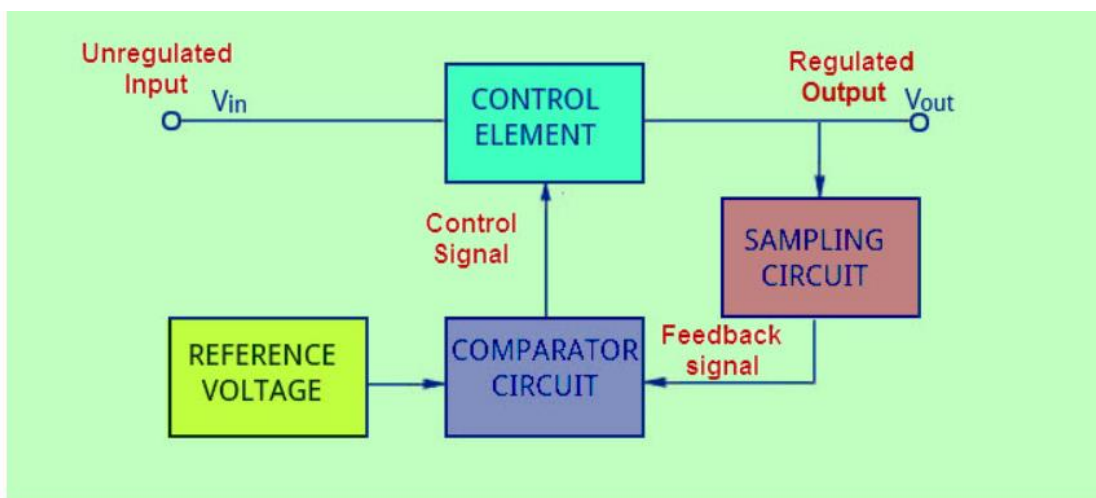 Unregulated
Input
Vin
CONTROL
ELEMENT
Regulated
Output
Vout
Control
Signal
SAMPLING
CIRCUIT
REFERENCE
VOLTAGE
COMPARATOR
CIRCUIT
Feedback
signal